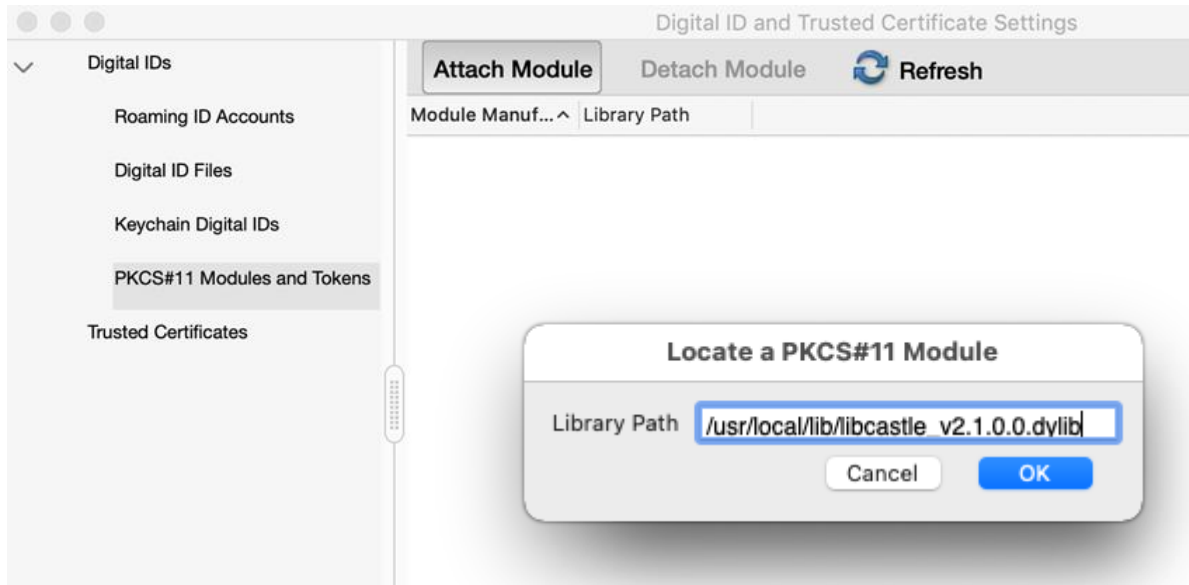 Digital ID and Trusted Certificate Settings
Digital IDs
Roaming ID Accounts
Digital ID Files
Keychain Digital IDs
PKCS#11 Modules and Tokens
Trusted Certificates
Attach Module Detach Module Refresh
Module Manuf... Library Path
Locate a PKCS#11 Module
Library Path /usr/local/lib/libcastle_v2.1.0.0.dylib
Cancel OK